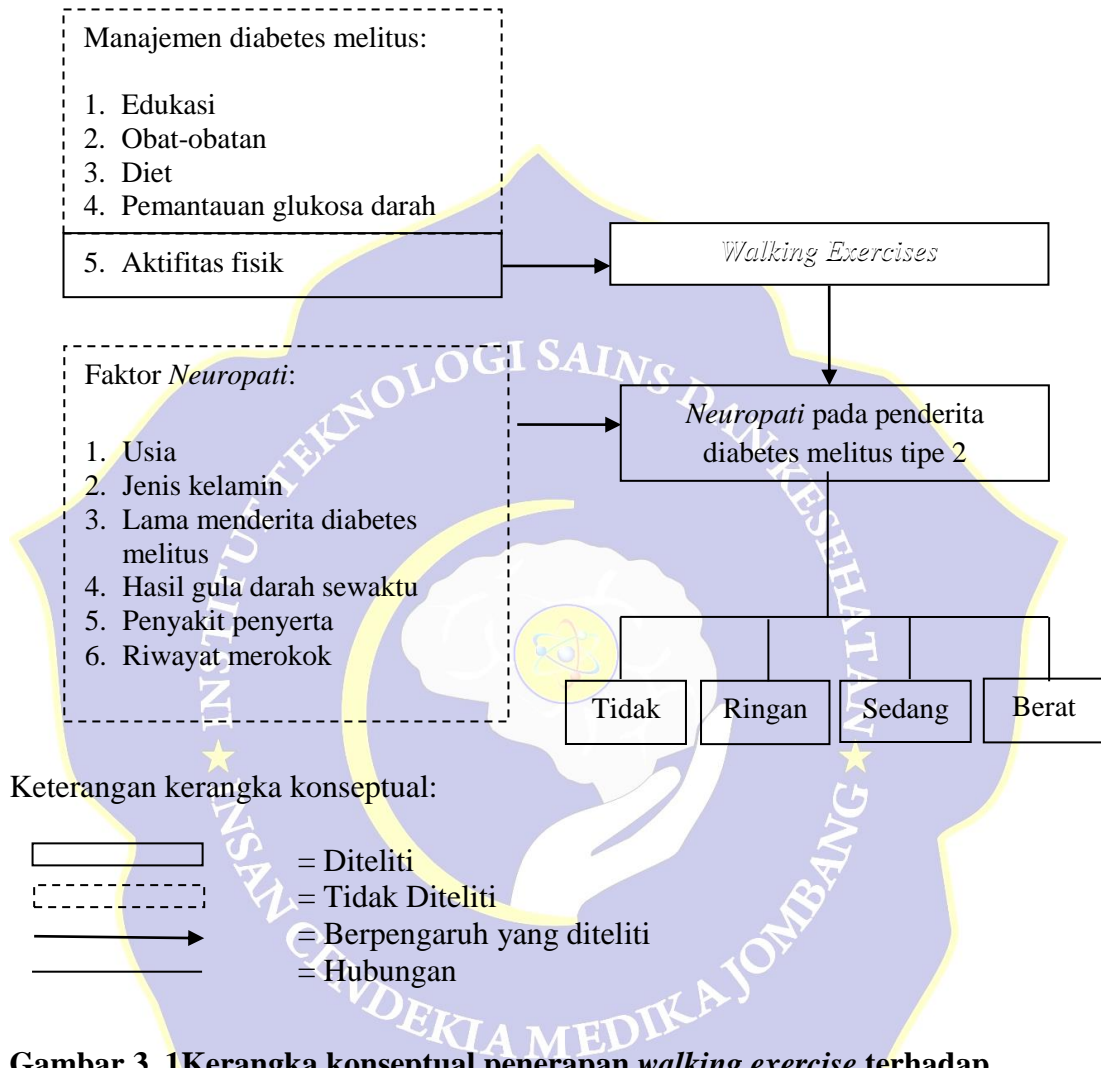 Manajemen diabetes melitus:
1. Edukasi
2. Obat-obatan
3. Diet
4. Pemantauan glukosa darah
5. Aktifitas fisik
Walking Exercises
Faktor Neuropati:
1. Usia
2. Jenis kelamin
3. Lama menderita diabetes
melitus
4. Hasil gula darah sewaktu
5. Penyakit penyerta
6. Riwayat merokok
Neuropati pada penderita
diabetes melitus tipe 2
Tidak
Ringan
Sedang
Berat
INSTITUT TEKNOLOGI SAINS DAN KESEHATAN
INSAN CENDEKIA MEDIKA JOMBANG
Keterangan kerangka konseptual:
= Diteliti
= Tidak Diteliti
= Berpengaruh yang diteliti
= Hubungan
Gambar 3. 1Kerangka konseptual penerapan walking exercise terhadap